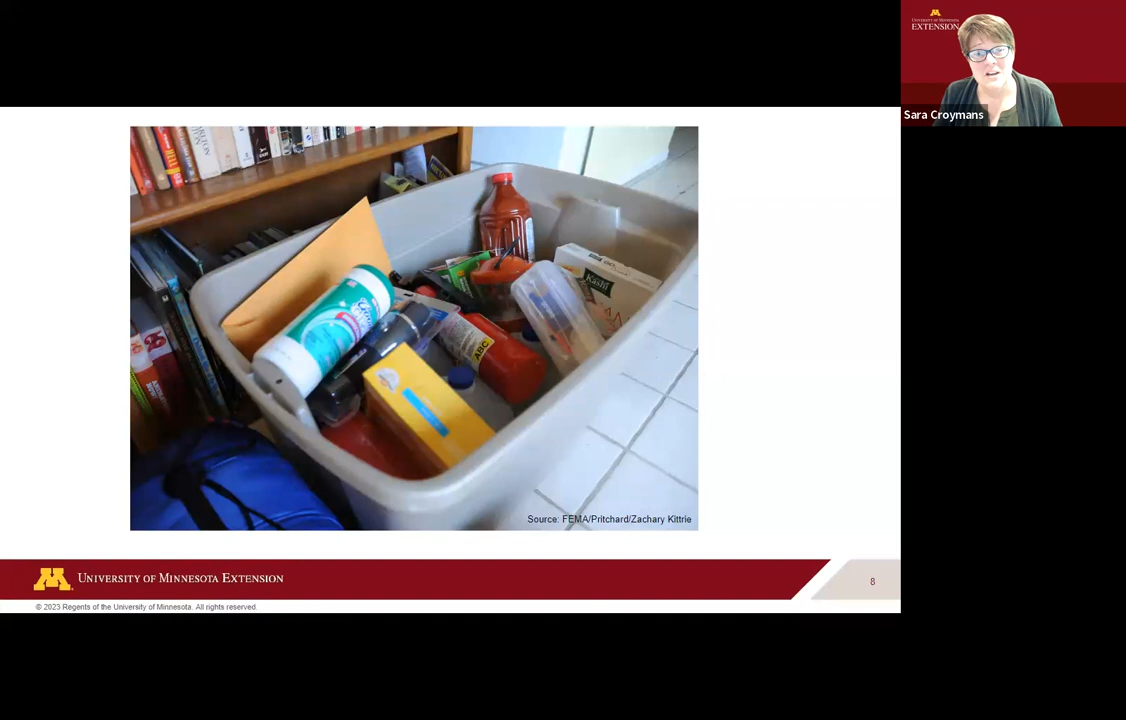 UNIVERSITY OF MINNESOTA
EXTENSION
Sara Croymans
Kashi
ABC
Source: FEMA/Pritchard/Zachary Kittrie
UNIVERSITY OF MINNESOTA EXTENSION
8
© 2023 Regents of the University of Minnesota. All rights reserved.